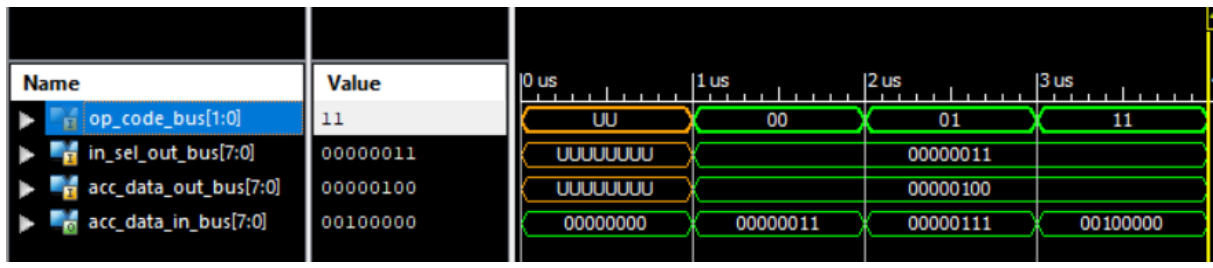 Name Value 0 us 1 us 2 us 3 us
op_code_bus[1:0] 11 UU 00 01 11
in_sel_out_bus[7:0] 00000011 UUUUUUUU 00000011
acc_data_out_bus[7:0] 00000100 UUUUUUUU 00000100
acc_data_in_bus[7:0] 00100000 00000000 00000011 00000111 00100000